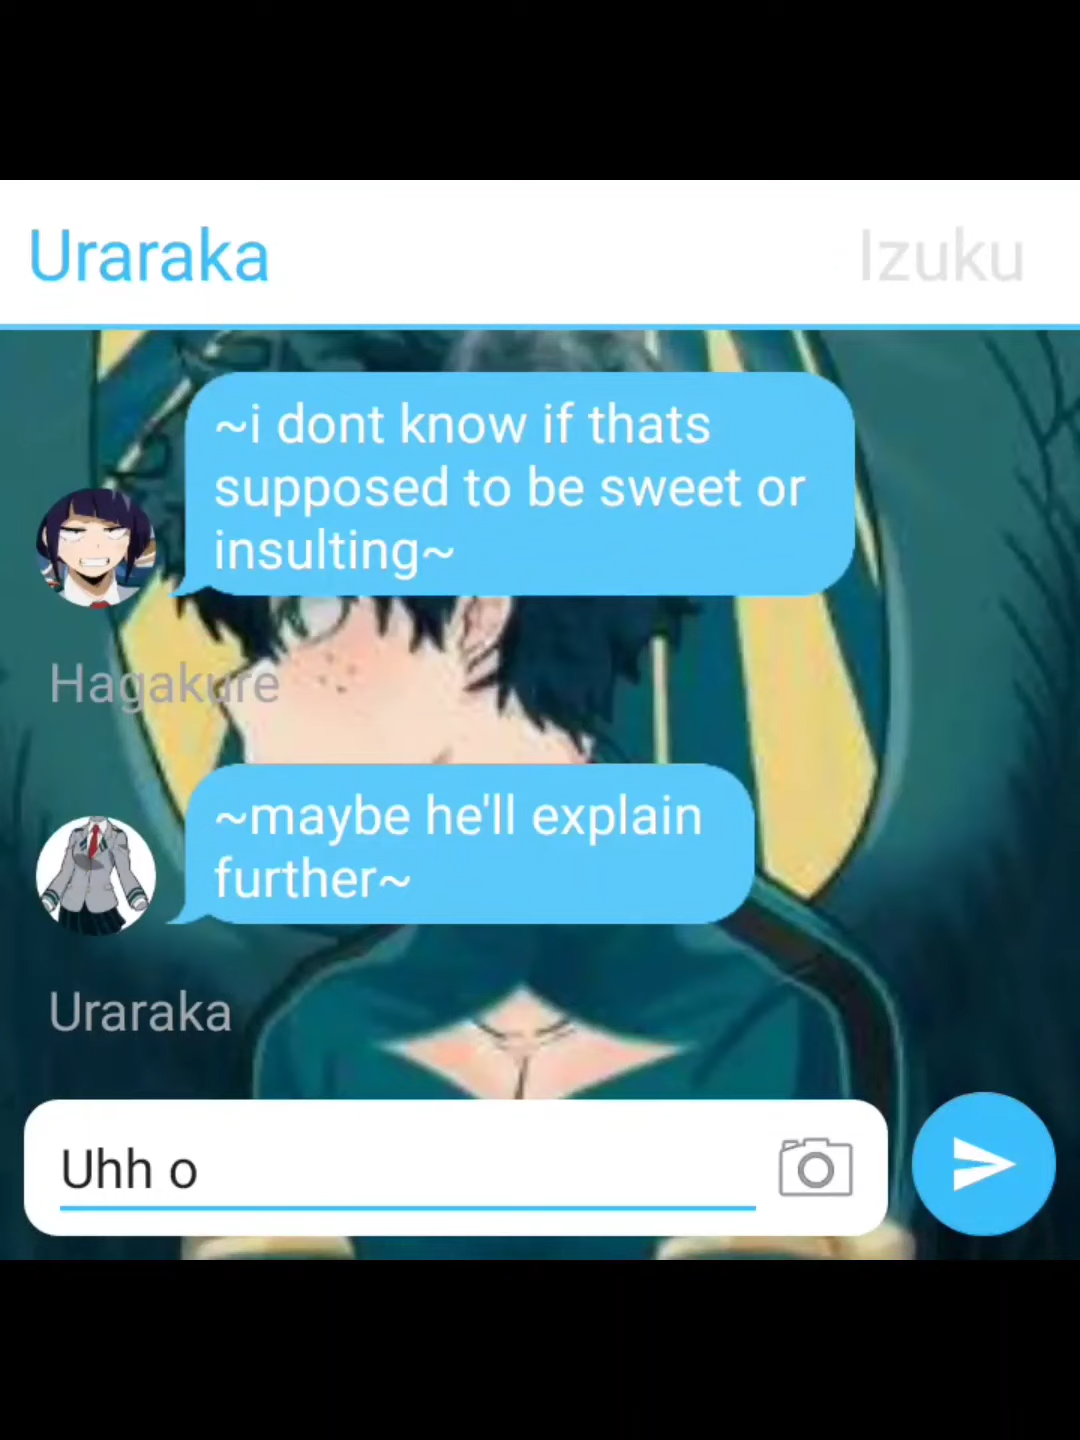 Uraraka
Izuku
~i dont know if thats
supposed to be sweet or
insulting~
Hagakure
~maybe he'll explain
further~
Uraraka
Uhh o